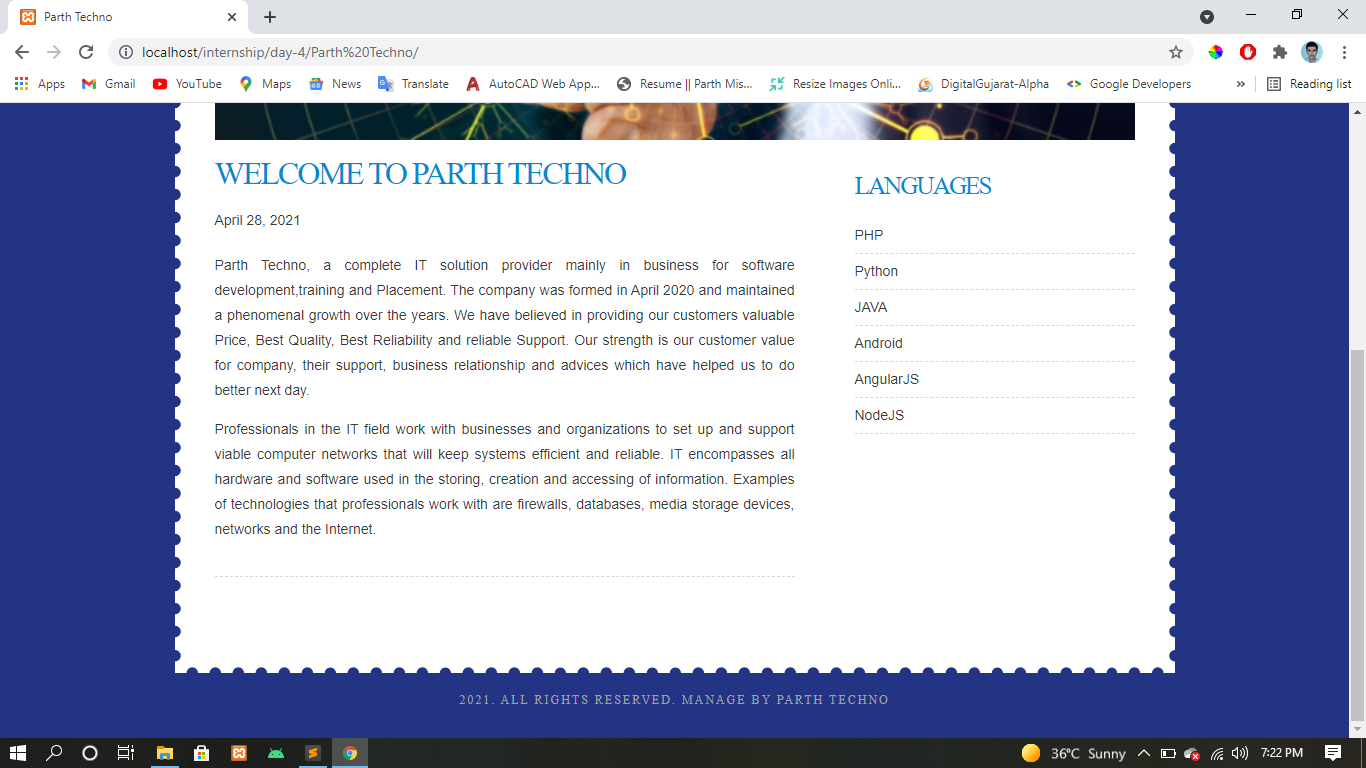 Parth Techno
localhost/internship/day-4/Parth%20Techno/
Apps Gmail YouTube Maps News Translate AutoCAD Web App... Resume || Parth Mis... Resize Images Onli... DigitalGujarat-Alpha Google Developers » Reading list
WELCOME TO PARTH TECHNO
April 28, 2021
Parth Techno, a complete IT solution provider mainly in business for software
development,training and Placement. The company was formed in April 2020 and maintained
a phenomenal growth over the years. We have believed in providing our customers valuable
Price, Best Quality, Best Reliability and reliable Support. Our strength is our customer value
for company, their support, business relationship and advices which have helped us to do
better next day.
Professionals in the IT field work with businesses and organizations to set up and support
viable computer networks that will keep systems efficient and reliable. IT encompasses all
hardware and software used in the storing, creation and accessing of information. Examples
of technologies that professionals work with are firewalls, databases, media storage devices,
networks and the Internet.
LANGUAGES
PHP
Python
JAVA
Android
AngularJS
NodeJS
2021. ALL RIGHTS RESERVED. MANAGE BY PARTH TECHNO
36°C Sunny 7:22 PM